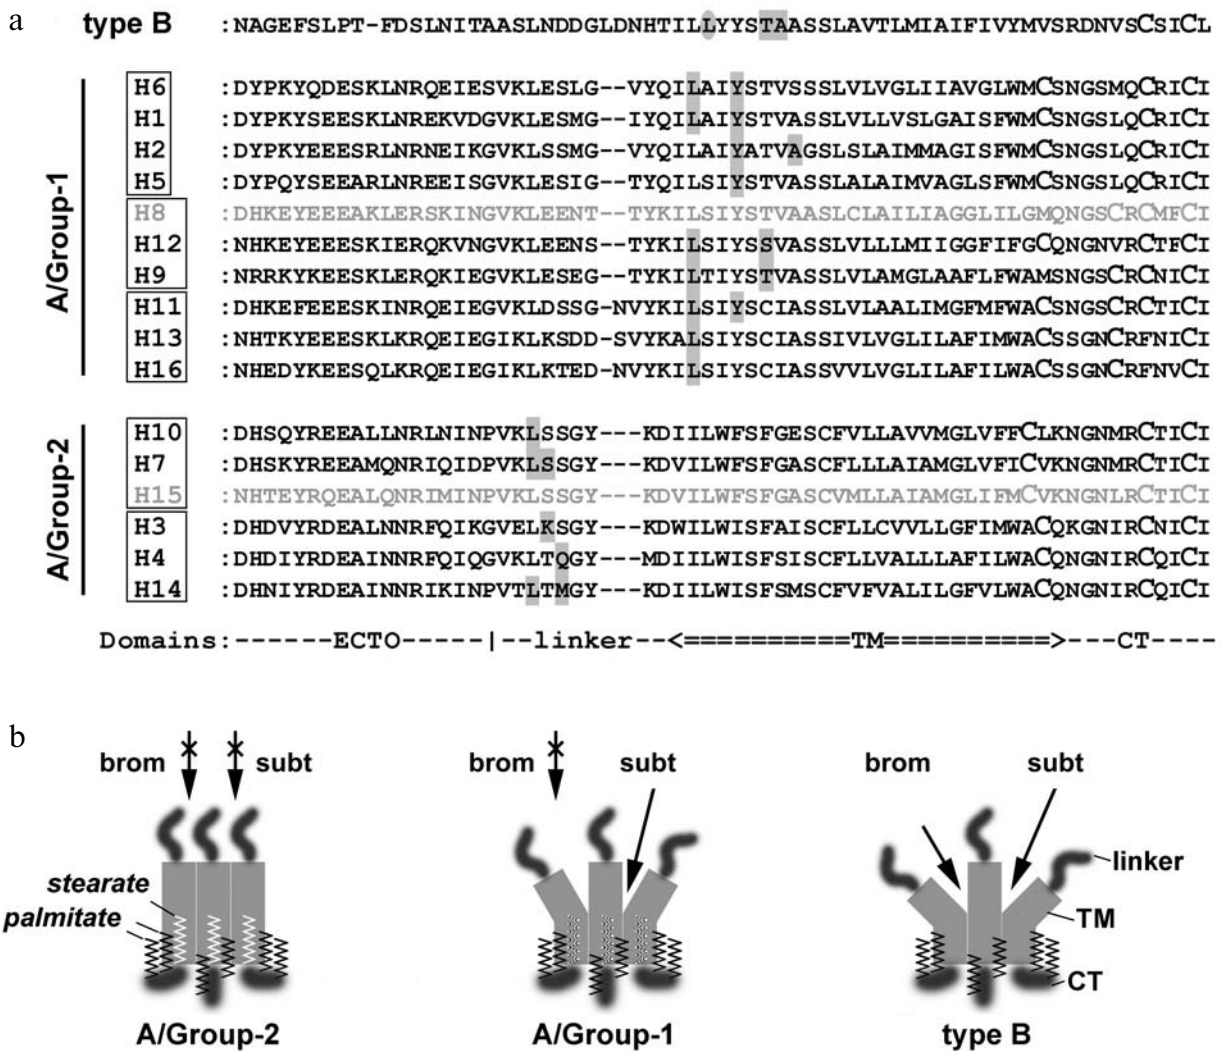 a
type B :NAGEFSLPT-FDSLNITAASLNDDGLDNHTILLYYSTAASSLAVTLMIAIFIVYMVSRDNVSCSICL
A/Group-1
H6 :DYPKYQDESKLNRQEIESVKLESLG--VYQILAIYSTVSSSLVLVGLIIAVGLWMCSNGSMQCRICI
H1 :DYPKYSEESKLNREKVDGVKLESMG--IYQILAIYSTVASSLVLLVSLGAISFWMCSNGSLQCRICI
H2 :DYPKYEEESRLNRNEIKGVKLSSMG--VYQILAIYATVAGSLSLAIMMAGISFWMCSNGSLQCRICI
H5 :DYPQYSEEARLNREEISGVKLESIG--TYQILSIYSTVASSLALAIMVAGLSFWMCSNGSLQCRICI
H8 :DHKEYEEEAKLERSKINGVKLEENT--TYKILSIYSTVAASLCLAILIAGGLILGMQNGSCRCMFCI
H12 :NHKEYEEESKIERQKVNGVKLEENS--TYKILSIYSSVASSLVLLLMIIGGFIFGCQNGNVRCTFCI
H9 :NRRKYKEESKLERQKIEGVKLESEG--TYKILTIYSTVASSLVLAMGLAAFLFWAMSNGSCRCNICI
H11 :DHKEFEEESKINRQEIEGVKLDSSG-NVYKILSIYSCIASSLVLAALIMGFMFWACSNGSCRCTICI
H13 :NHTKYEEESKLKRQEIEGIKLKSDD-SVYKALSIYSCIASSIVLVGLILAFILWACSSGNCRFNICI
H16 :NHEDYKEESQLKRQEIEGIKLKTED-NVYKILSIYSCIASSVVLVGLILAFILWACSSGNCRFNVCI
A/Group-2
H10 :DHSQYREEALLNRLNINPVKLSSGY---KDIILWFSFGESCFVLLAVVMGLVFFCLKNGNMRCTICI
H7 :DHSKYREEAMQNRIQIDPVKLSSGY---KDVILWFSFGASCFLLLAIAMGLVFICVKNGNMRCTICI
H15 :NHTEYRQEALQNRIMINPVKLSSGY---KDVILWFSFGASCVMLLAIAMGLIFMCVKNGNLRCTICI
H3 :DHDVYRDEALNNRFQIKGVELKSGY---KDWILWISFAISCFLLCVVLLGFIMWACQKGNIRCNICI
H4 :DHDIYRDEAINNRFQIQGVKLTQGY---MDIILWISFSISCFLLVALLLAFILWACQNGNIRCQICI
H14 :DHNIYRDEAINNRIKINPVTLTMGY---KDIILWISFSMSCFVFVALILGFVLWACQNGNIRCQICI
Domains:------ECTO-----|--linker--<==========TM==========>---CT----
b
brom subt brom subt brom subt
linker
stearate
palmitate
TM
CT
A/Group-2 A/Group-1 type B